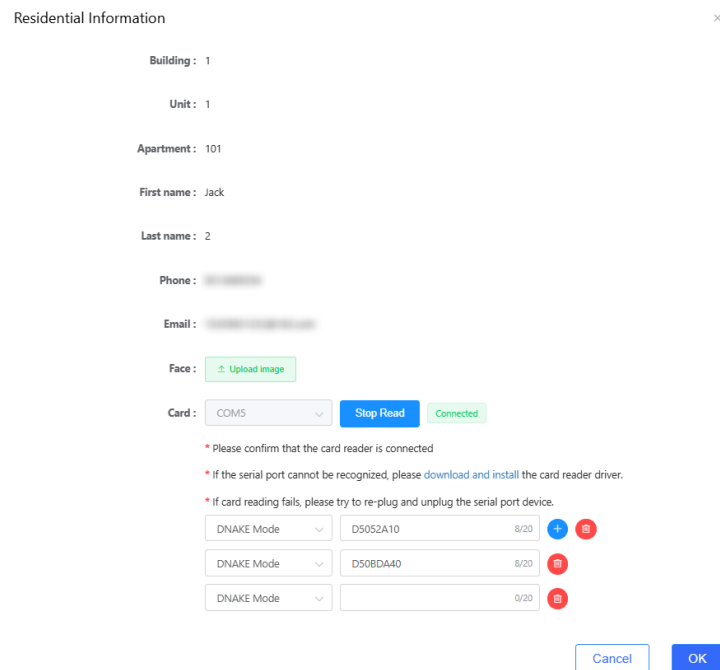 Residential Information ×
Building : 1
Unit : 1
Apartment : 101
First name : Jack
Last name : 2
Phone :
Email :
Face : Upload image
Card : COM5 Stop Read Connected
* Please confirm that the card reader is connected
* If the serial port cannot be recognized, please download and install the card reader driver.
* If card reading fails, please try to re-plug and unplug the serial port device.
DNAKE Mode D5052A10 8/20 +
DNAKE Mode D50BDA40 8/20
DNAKE Mode 0/20
Cancel OK